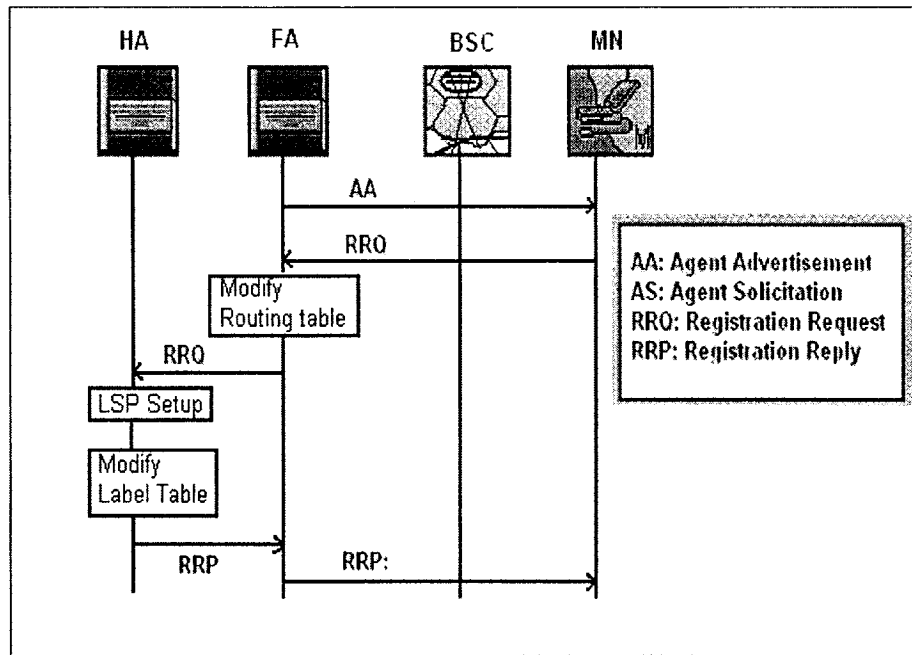 HA FA BSC MN
AA
RRQ
Modify
Routing table
RRQ
LSP Setup
Modify
Label Table
RRP
RRP:
AA: Agent Advertisement
AS: Agent Solicitation
RRQ: Registration Request
RRP: Registration Reply